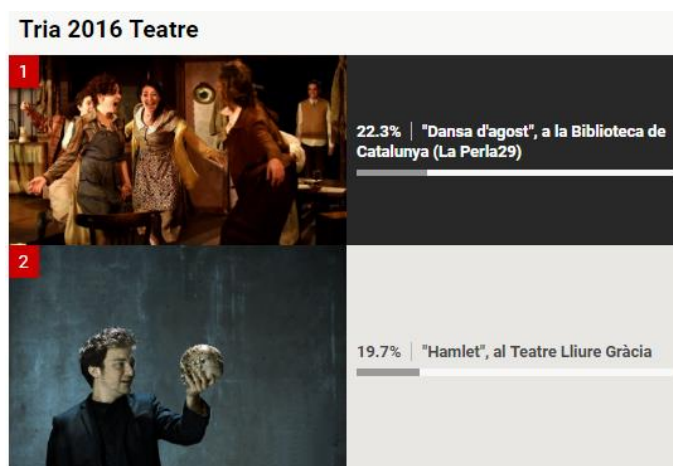 Tria 2016 Teatre
1
22.3% | "Dansa d'agost", a la Biblioteca de
Catalunya (La Perla29)
2
19.7% | "Hamlet", al Teatre Lliure Gràcia